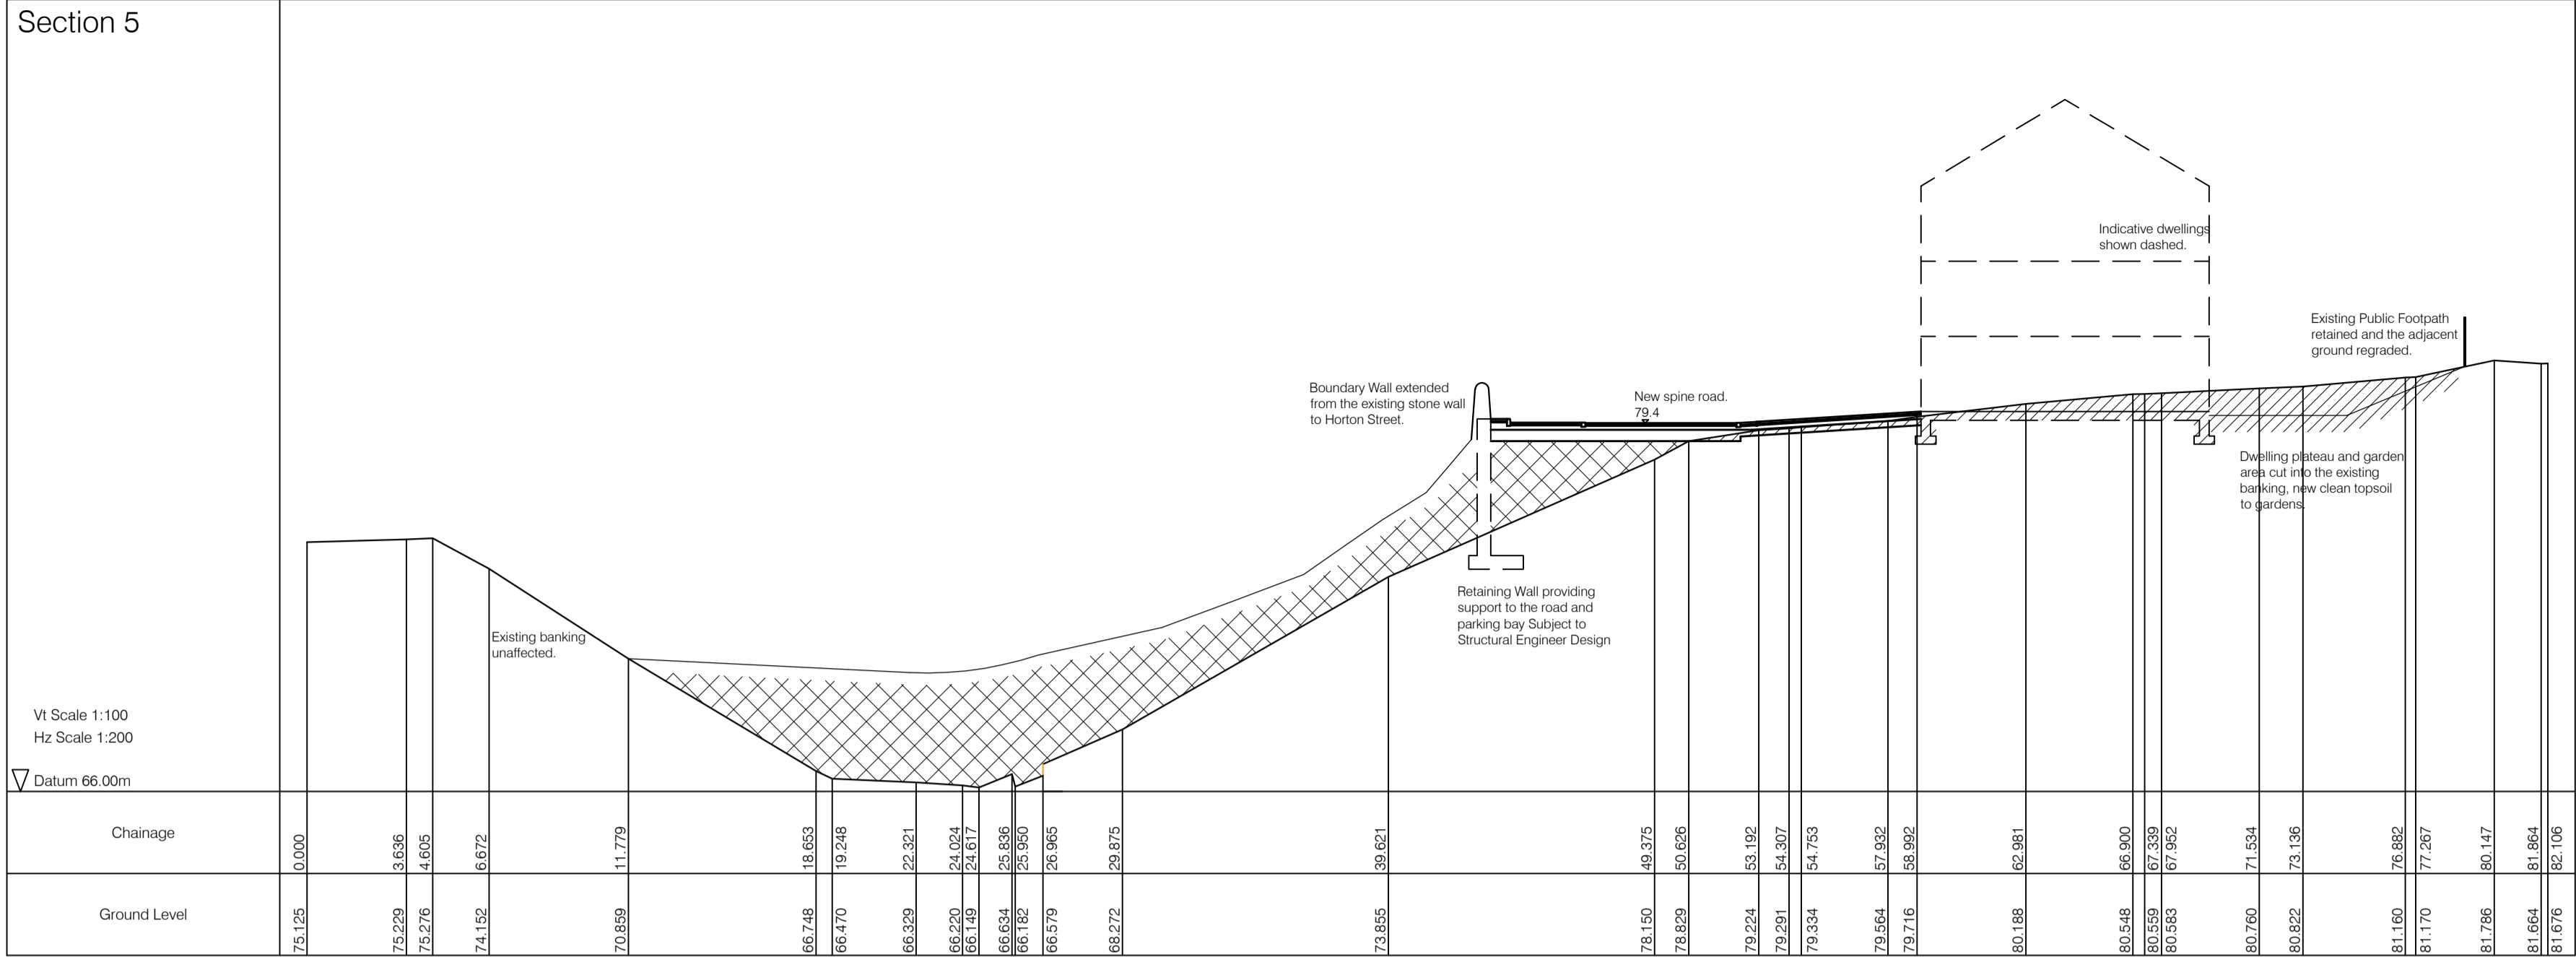 Section 5
Indicative dwellings
shown dashed.
Existing Public Footpath
retained and the adjacent
ground regraded.
Boundary Wall extended
from the existing stone wall
to Horton Street.
New spine road.
79.4
Dwelling plateau and garden
area cut into the existing
banking, new clean topsoil
to gardens.
Retaining Wall providing
support to the road and
parking bay Subject to
Structural Engineer Design
Existing banking
unaffected.
Vt Scale 1:100
Hz Scale 1:200
Datum 66.00m
Chainage
0.000
3.636
4.605
6.672
11.779
18.653
19.248
22.321
24.024
24.617
25.836
25.950
26.965
29.875
39.621
49.375
50.626
53.192
54.307
54.753
57.932
58.992
62.981
66.900
67.339
67.952
71.534
73.136
76.882
77.267
80.147
81.864
82.106
Ground Level
75.125
75.229
75.276
74.152
70.859
66.748
66.470
66.329
66.220
66.149
66.634
66.182
66.579
68.272
73.855
78.150
78.829
79.224
79.291
79.334
79.564
79.716
80.188
80.548
80.559
80.583
80.760
80.822
81.160
81.170
81.786
81.664
81.676